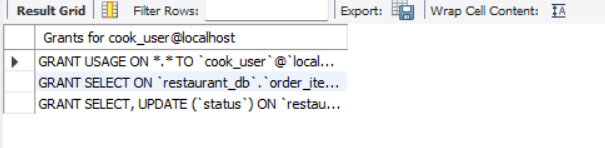 Result Grid Filter Rows: Export: Wrap Cell Content:
Grants for cook_user@localhost
GRANT USAGE ON *.* TO `cook_user`@`local...
GRANT SELECT ON `restaurant_db`.`order_ite...
GRANT SELECT, UPDATE (`status`) ON `restau...